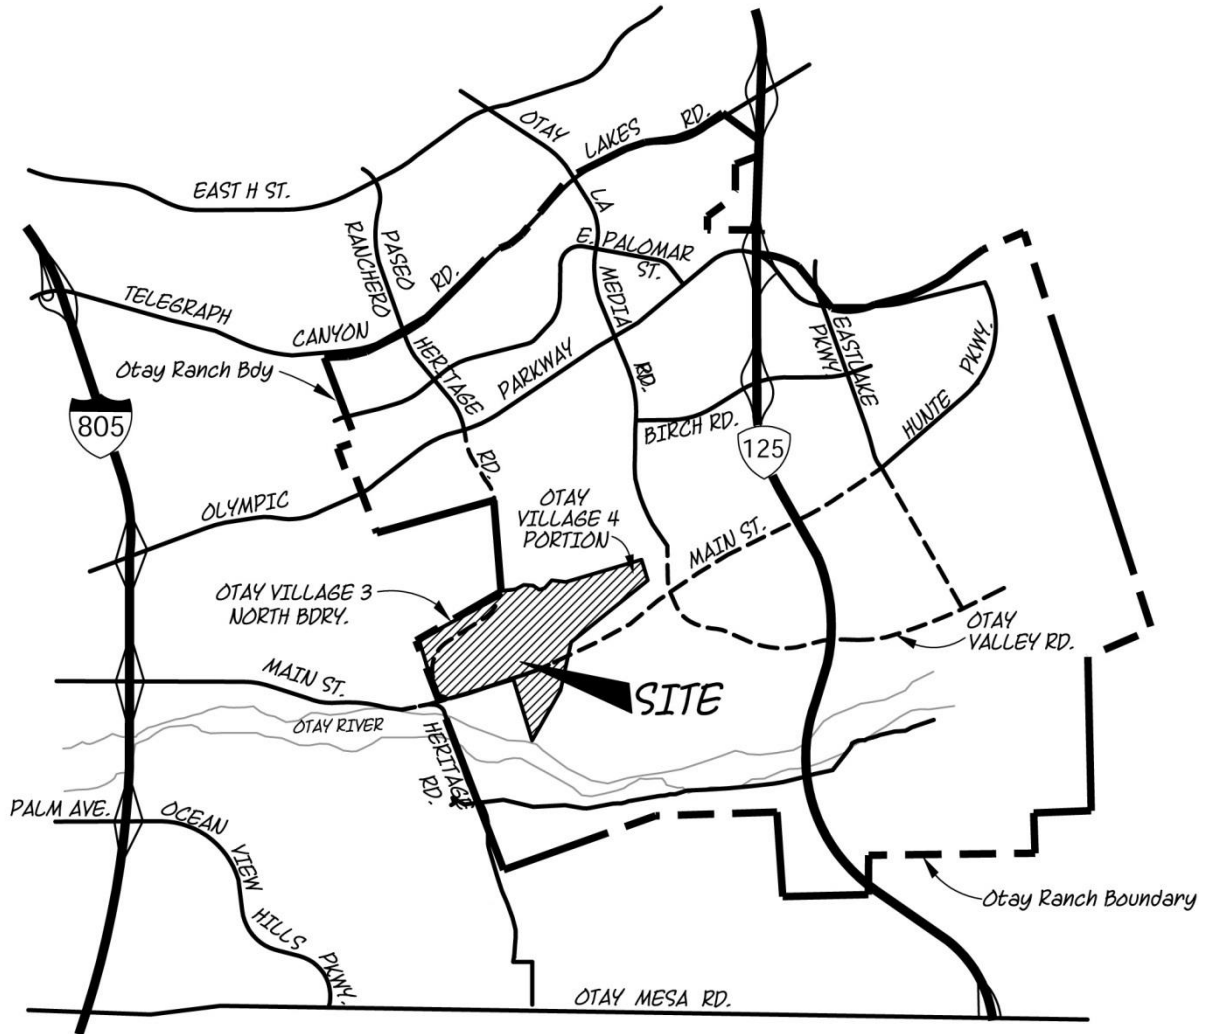 OTAY
LAKES
RD.
EAST H ST.
LA
MEDIA
RD.
PASEO
RANCHERO
E. PALOMAR
ST.
TELEGRAPH
CANYON
RD.
Otay Ranch Bdy
HERITAGE
RD.
PARKWAY
OLYMPIC
EASTLAKE
PKWY
HUNTE
PKWY.
BIRCH RD.
805
125
OTAY
VILLAGE 4
PORTION
MAIN ST.
OTAY VILLAGE 3
NORTH BDRY.
OTAY
VALLEY RD.
MAIN ST.
SITE
OTAY RIVER
HERITAGE
RD.
PALM AVE.
OCEAN
VIEW
HILLS
PKWY.
Otay Ranch Boundary
OTAY MESA RD.